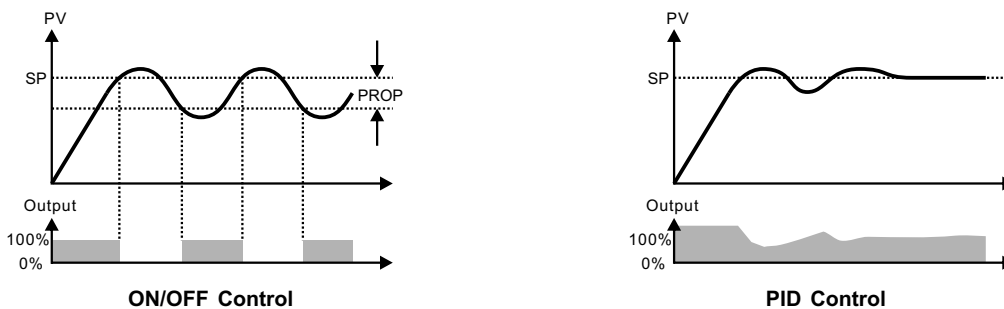 PV
SP
PROP
Output
100%
0%
ON/OFF Control
PV
SP
Output
100%
0%
PID Control